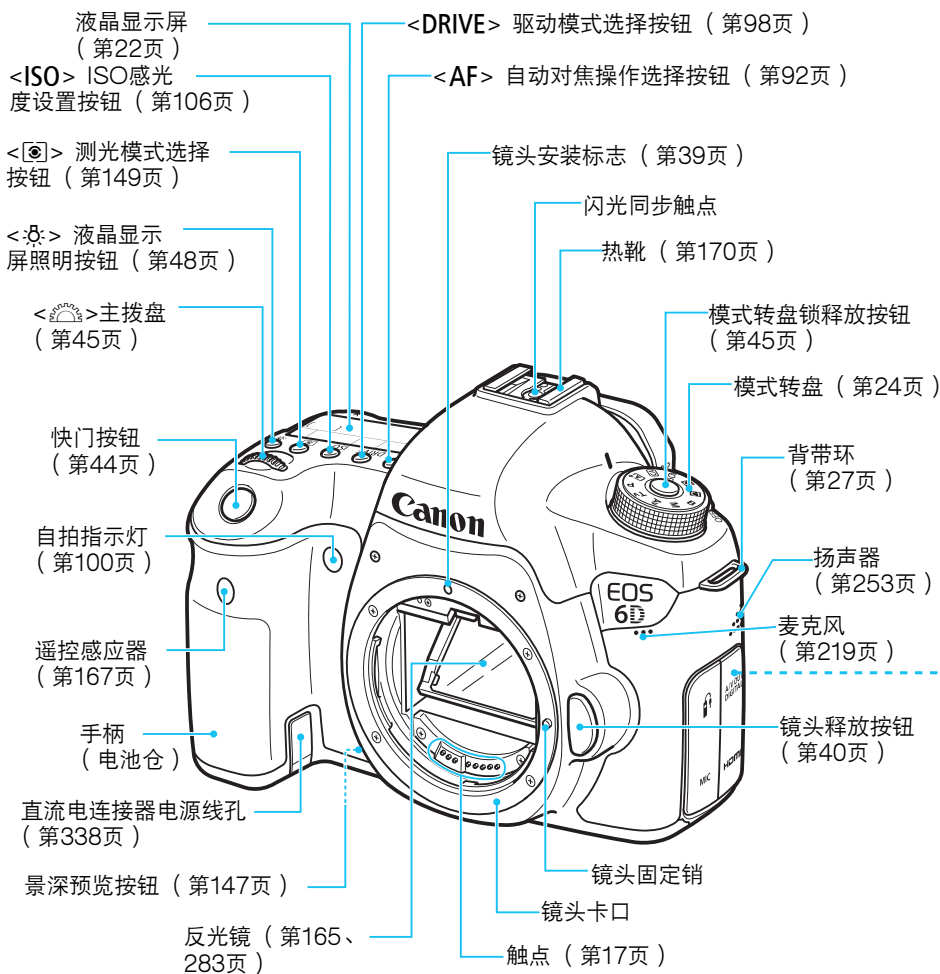 液晶显示屏
（第22页）
<DRIVE> 驱动模式选择按钮（第98页）
<ISO> ISO感光
度设置按钮（第106页）
<AF> 自动对焦操作选择按钮（第92页）
<> 测光模式选择
按钮（第149页）
镜头安装标志（第39页）
闪光同步触点
<> 液晶显示
屏照明按钮（第48页）
热靴（第170页）
<>主拨盘
（第45页）
模式转盘锁释放按钮
（第45页）
模式转盘（第24页）
快门按钮
（第44页）
背带环
（第27页）
自拍指示灯
（第100页）
扬声器
（第253页）
遥控感应器
（第167页）
麦克风
（第219页）
手柄
（电池仓）
镜头释放按钮
（第40页）
直流电连接器电源线孔
（第338页）
景深预览按钮（第147页）
镜头固定销
镜头卡口
反光镜（第165、
283页）
触点（第17页）
Canon
EOS
6D
A/V OUT
DIGITAL
MIC
HDMI